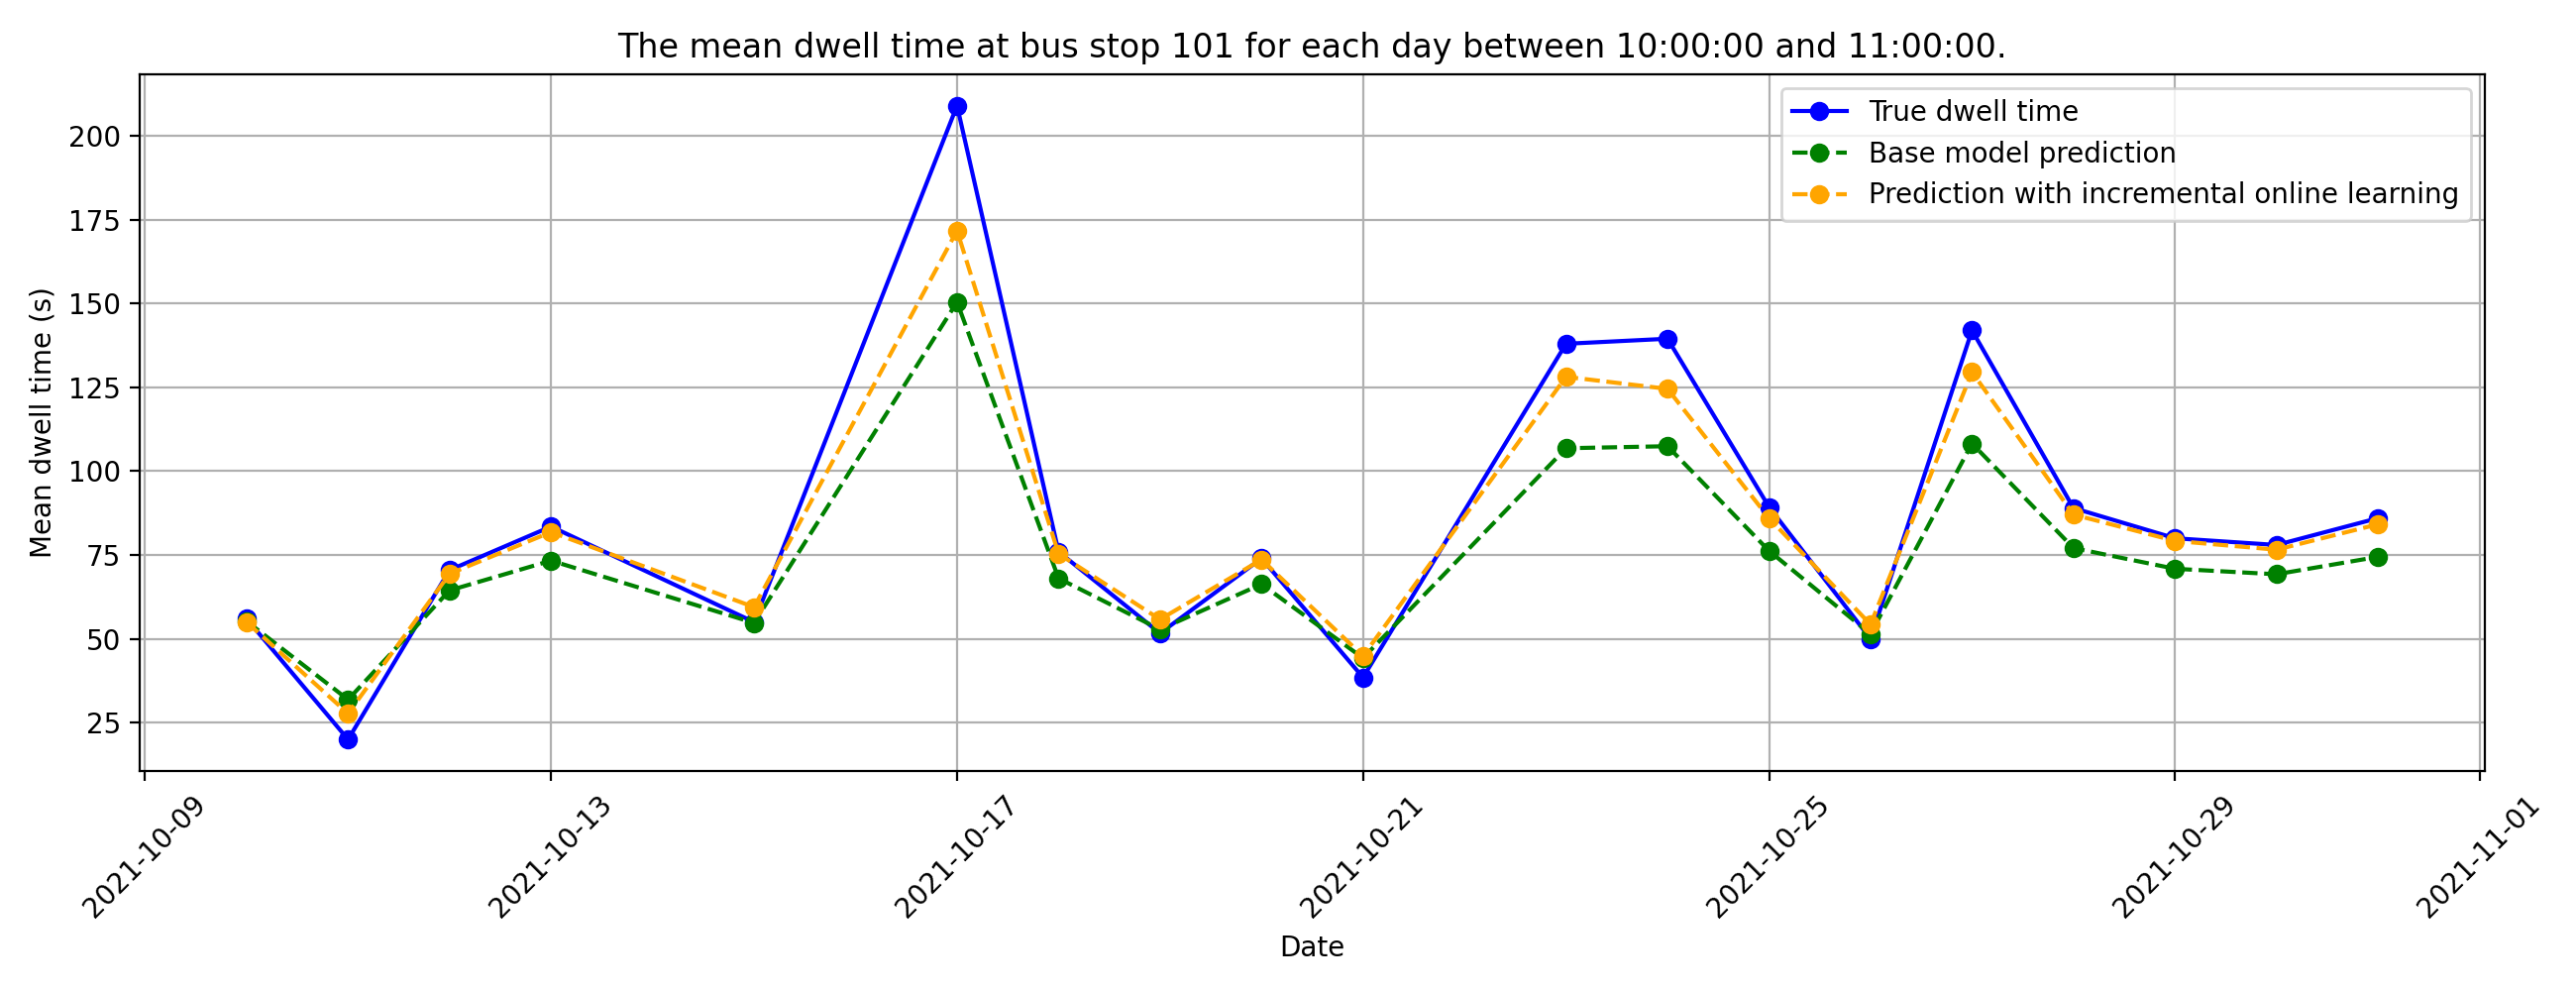 The mean dwell time at bus stop 101 for each day between 10:00:00 and 11:00:00.
True dwell time
Base model prediction
Prediction with incremental online learning
Mean dwell time (s)
200
175
150
125
100
75
50
25
2021-10-09
2021-10-13
2021-10-17
2021-10-21
2021-10-25
2021-10-29
2021-11-01
Date